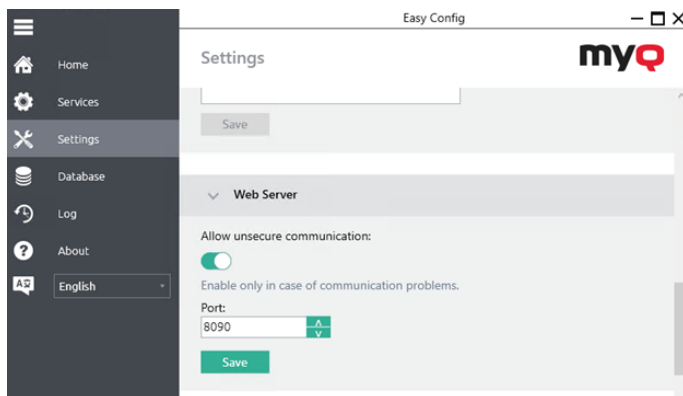 Easy Config
Home
Services
Settings
Database
Log
About
English
Settings
myQ
Save
Web Server
Allow unsecure communication:
Enable only in case of communication problems.
Port:
8090
Save